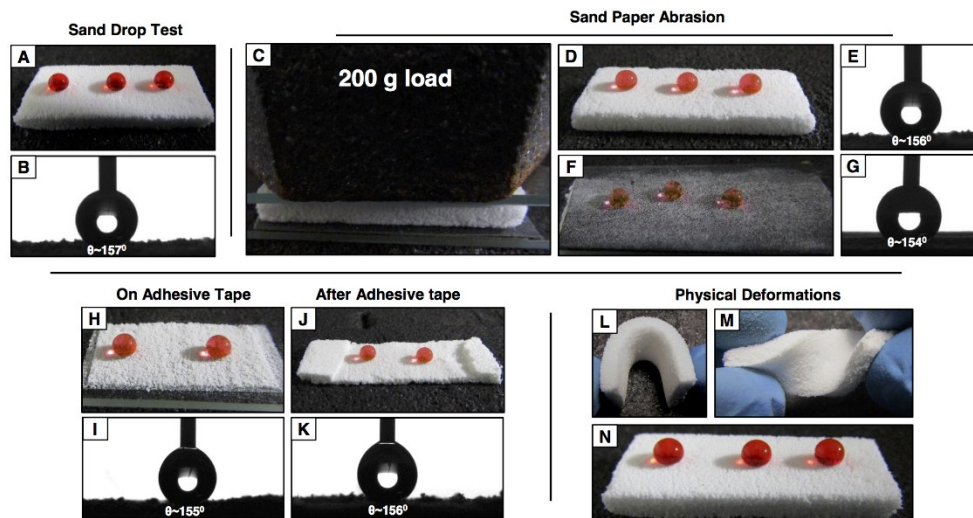 Sand Paper Abrasion
Sand Drop Test
A
B
θ~157⁰
C
200 g load
D
E
θ~156⁰
F
G
θ~154⁰
On Adhesive Tape
After Adhesive tape
Physical Deformations
H
I
θ~155⁰
J
K
θ~156⁰
L
M
N